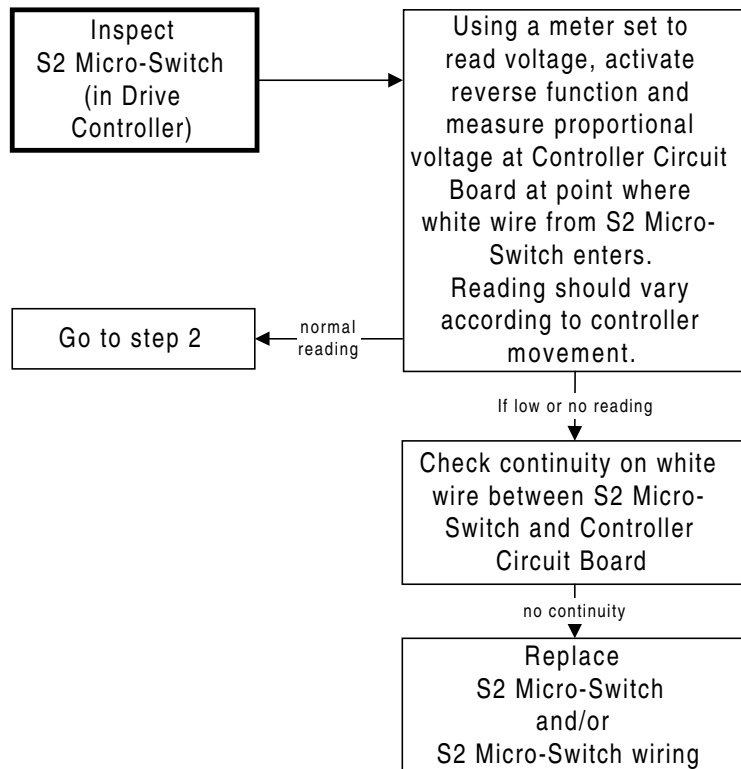 Inspect
S2 Micro-Switch
(in Drive
Controller)
Using a meter set to
read voltage, activate
reverse function and
measure proportional
voltage at Controller Circuit
Board at point where
white wire from S2 Micro-
Switch enters.
Reading should vary
according to controller
movement.
normal
reading
Go to step 2
If low or no reading
Check continuity on white
wire between S2 Micro-
Switch and Controller
Circuit Board
no continuity
Replace
S2 Micro-Switch
and/or
S2 Micro-Switch wiring